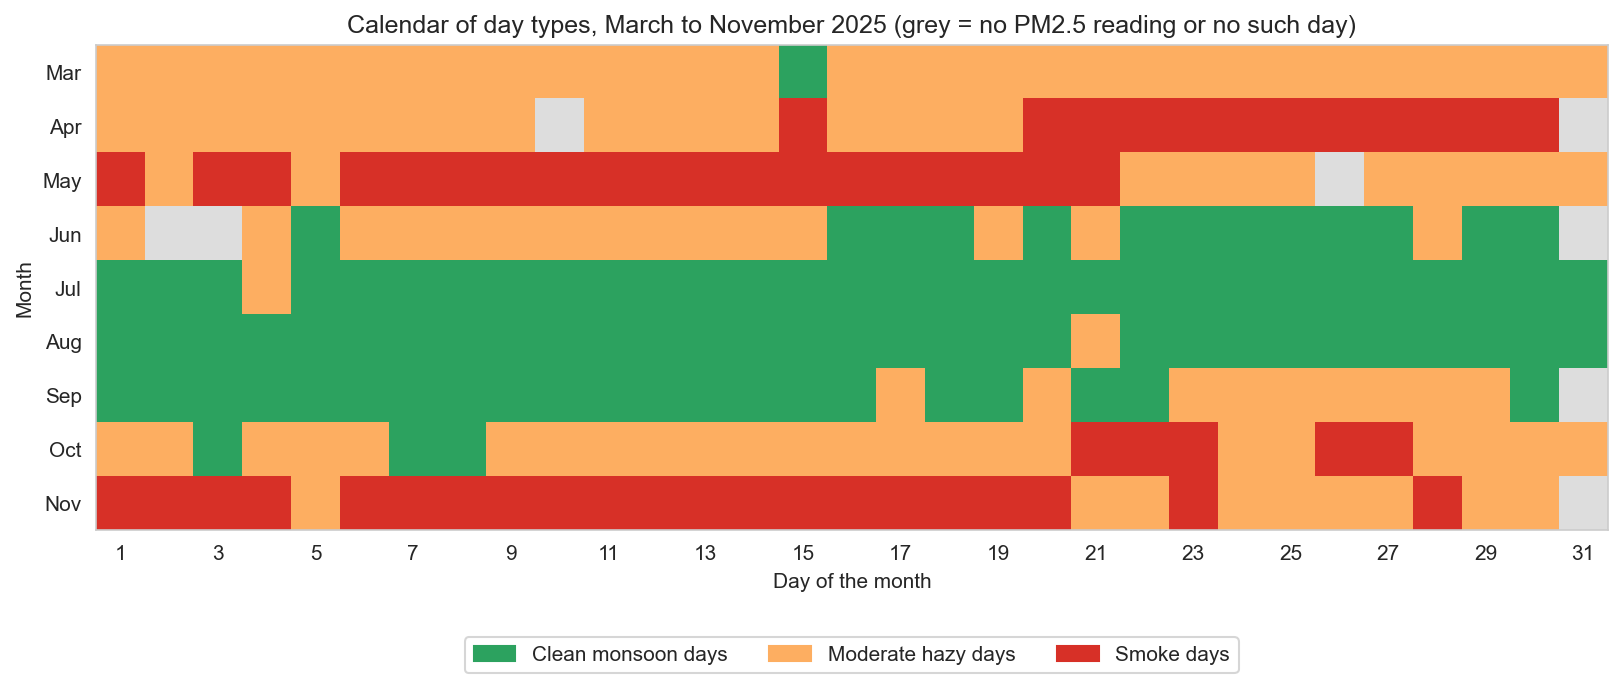 Calendar of day types, March to November 2025 (grey = no PM2.5 reading or no such day)
Month
Mar
Apr
May
Jun
Jul
Aug
Sep
Oct
Nov
1 3 5 7 9 11 13 15 17 19 21 23 25 27 29 31
Day of the month
Clean monsoon days Moderate hazy days Smoke days